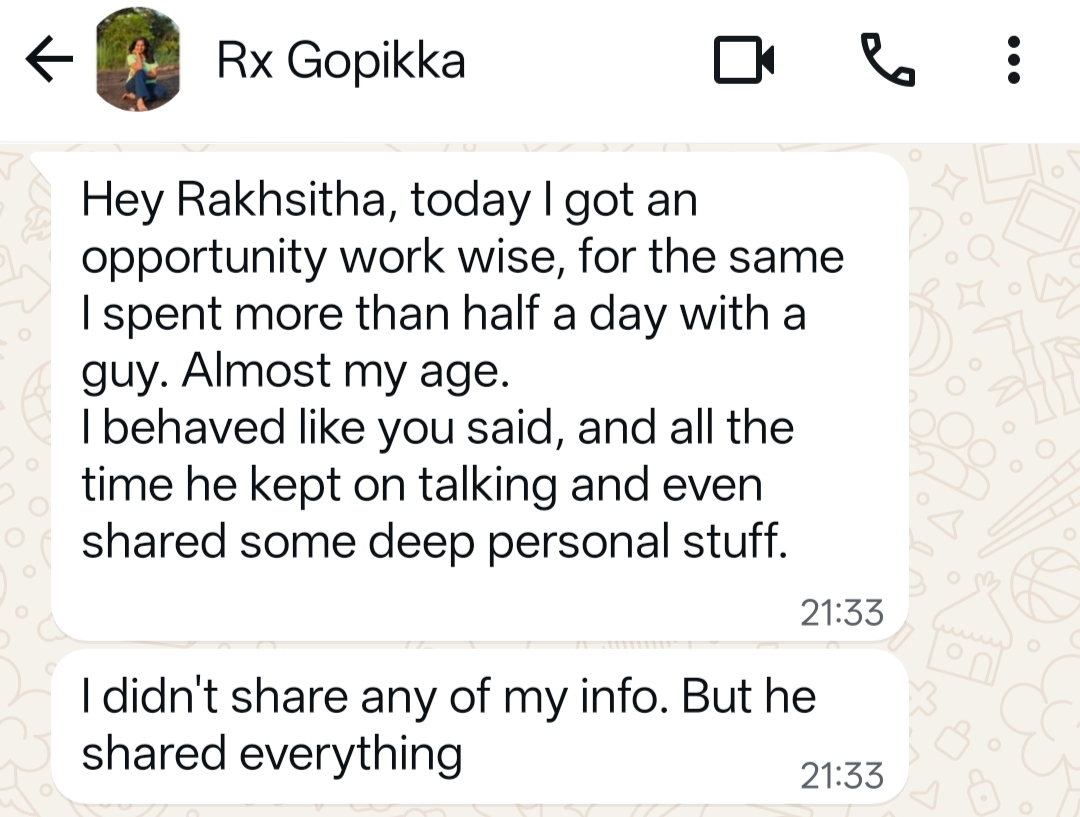 Rx Gopikka
Hey Rakhsitha, today I got an
opportunity work wise, for the same
I spent more than half a day with a
guy. Almost my age.
I behaved like you said, and all the
time he kept on talking and even
shared some deep personal stuff.
21:33
I didn't share any of my info. But he
shared everything
21:33